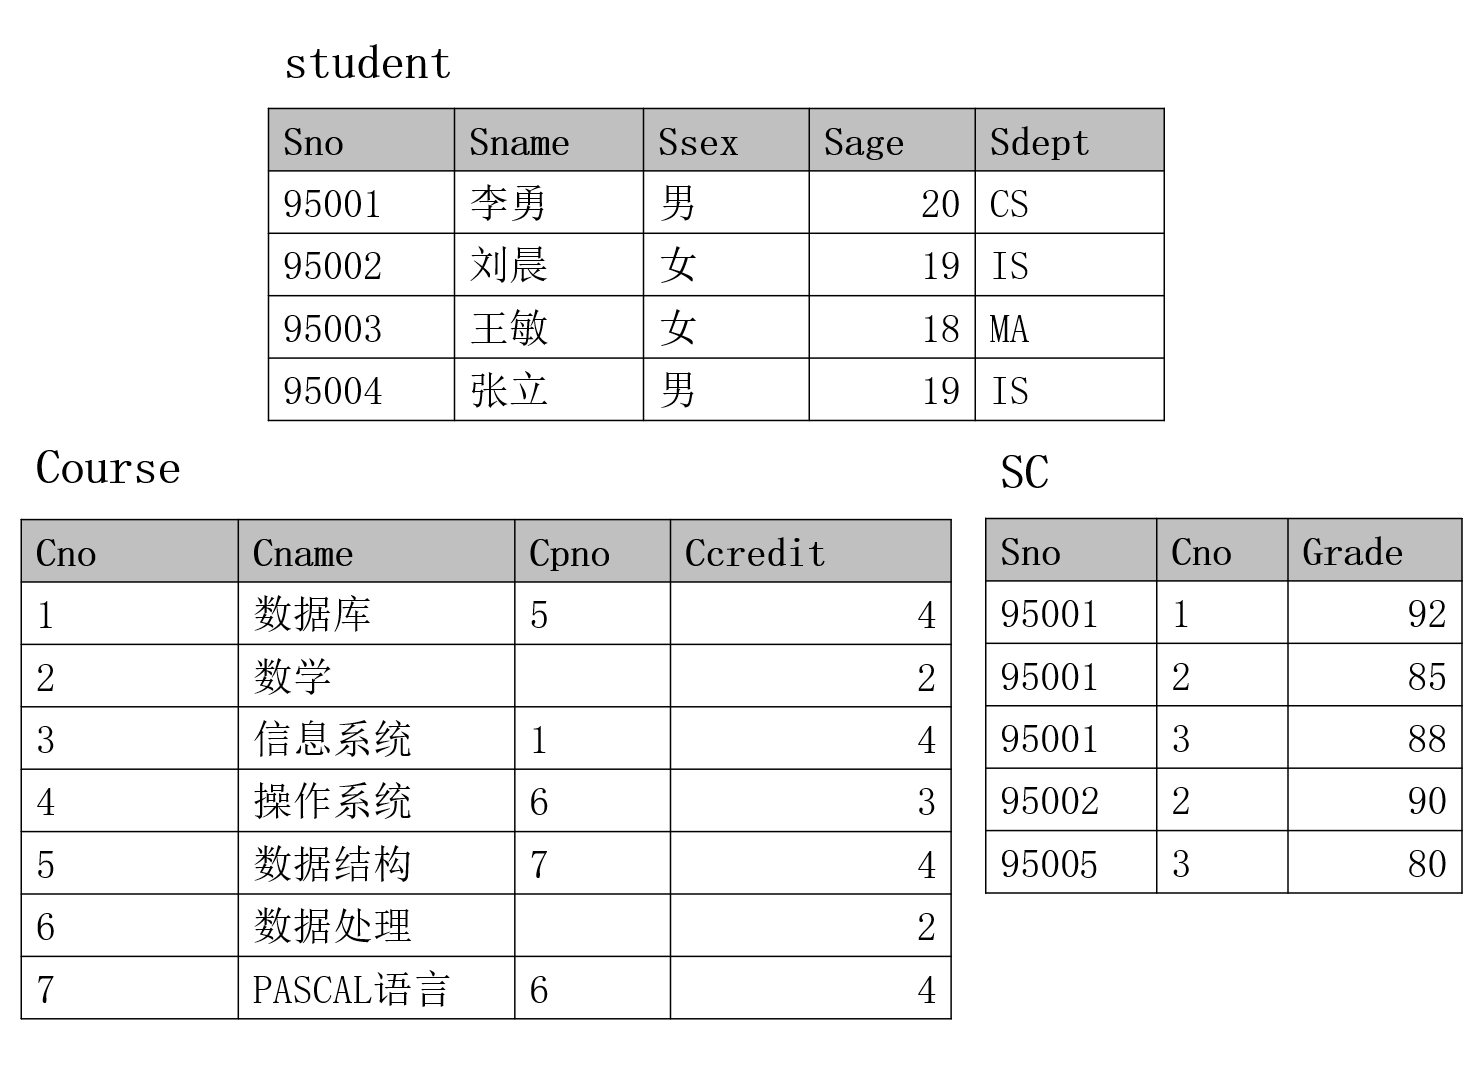 student
Sno Sname Ssex Sage Sdept
95001 李勇 男 20 CS
95002 刘晨 女 19 IS
95003 王敏 女 18 MA
95004 张立 男 19 IS
Course
Cno Cname Cpno Ccredit
1 数据库 5 4
2 数学 2
3 信息系统 1 4
4 操作系统 6 3
5 数据结构 7 4
6 数据处理 2
7 PASCAL语言 6 4
SC
Sno Cno Grade
95001 1 92
95001 2 85
95001 3 88
95002 2 90
95005 3 80